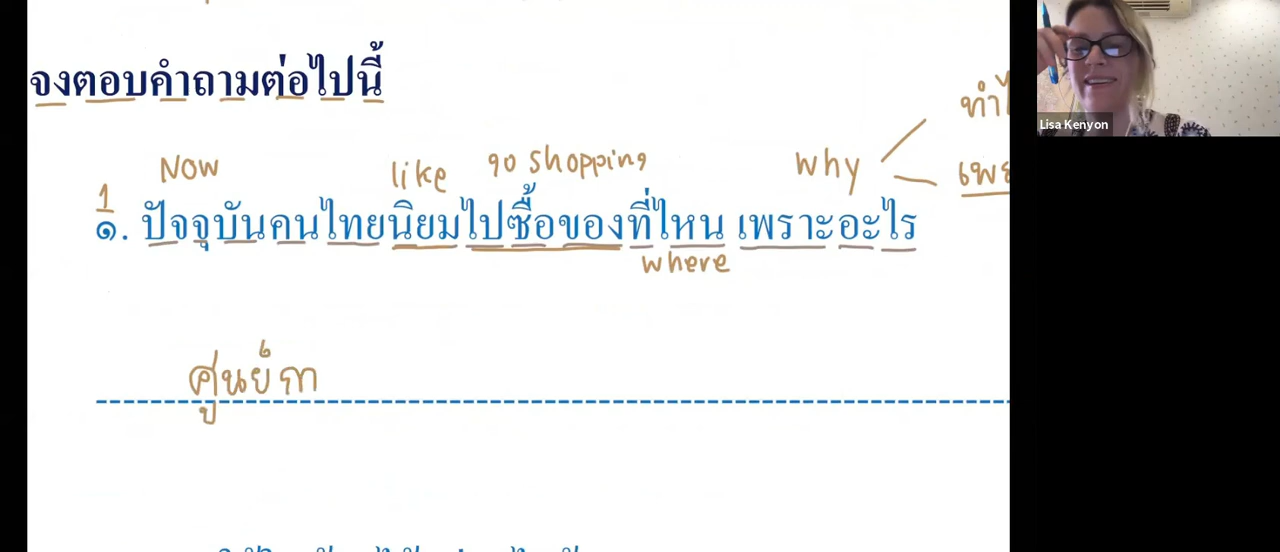 จงตอบคำถามต่อไปนี้
Lisa Kenyon
Now like go shopping why
1
๑. ปัจจุบันคนไทยนิยมไปซื้อของที่ไหน เพราะอะไร
where
ศูนย์กา